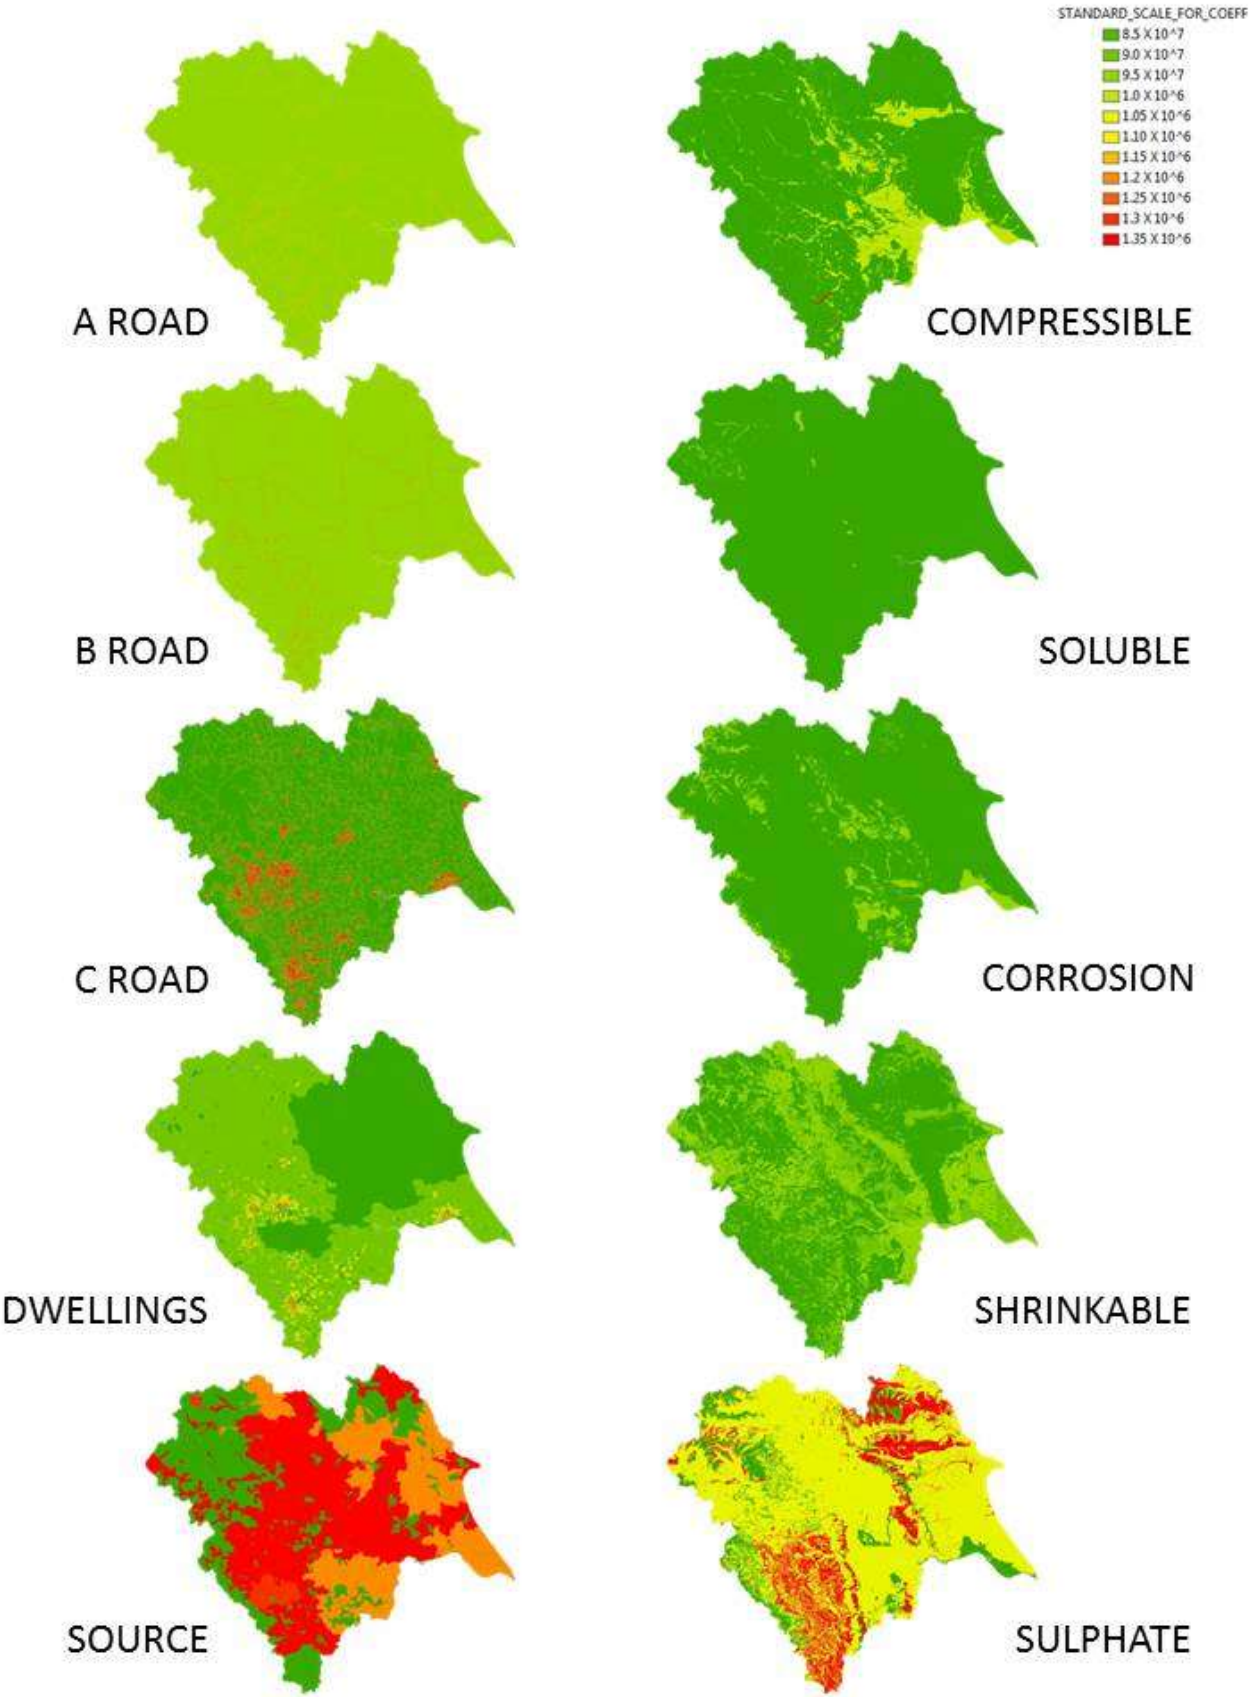 STANDARD_SCALE_FOR_COEFF
8.5 X 10^7
9.0 X 10^7
9.5 X 10^7
1.0 X 10^6
1.05 X 10^6
1.10 X 10^6
1.15 X 10^6
1.2 X 10^6
1.25 X 10^6
1.3 X 10^6
1.35 X 10^6
A ROAD
COMPRESSIBLE
B ROAD
SOLUBLE
C ROAD
CORROSION
DWELLINGS
SHRINKABLE
SOURCE
SULPHATE